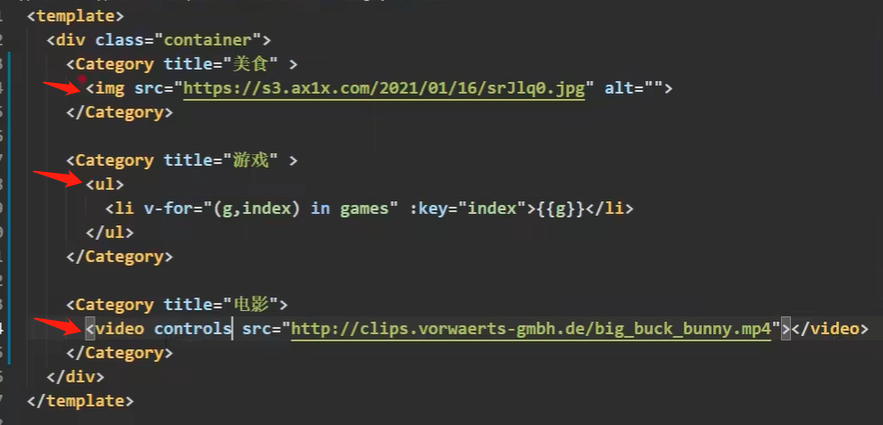 <template>
<div class="container">
<Category title="美食" >
<img src="https://s3.ax1x.com/2021/01/16/srJlq0.jpg" alt="">
</Category>
<Category title="游戏" >
<ul>
<li v-for="(g,index) in games" :key="index">{{g}}</li>
</ul>
</Category>
<Category title="电影">
<video controls src="http://clips.vorwaerts-gmbh.de/big_buck_bunny.mp4"></video>
</Category>
</div>
</template>